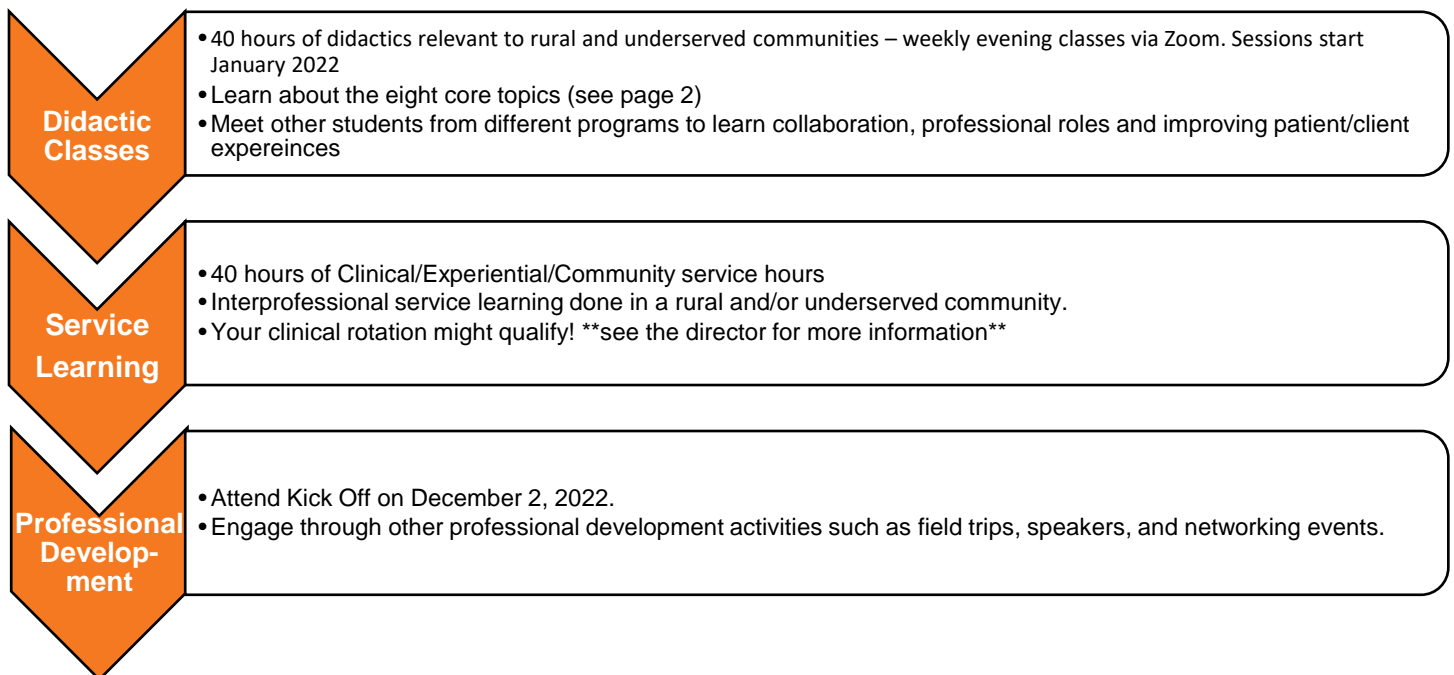 Didactic
Classes
•40 hours of didactics relevant to rural and underserved communities – weekly evening classes via Zoom. Sessions start
January 2022
•Learn about the eight core topics (see page 2)
•Meet other students from different programs to learn collaboration, professional roles and improving patient/client
expereinces
Service
Learning
•40 hours of Clinical/Experiential/Community service hours
•Interprofessional service learning done in a rural and/or underserved community.
•Your clinical rotation might qualify! **see the director for more information**
Professional
Develop-
ment
•Attend Kick Off on December 2, 2022.
•Engage through other professional development activities such as field trips, speakers, and networking events.